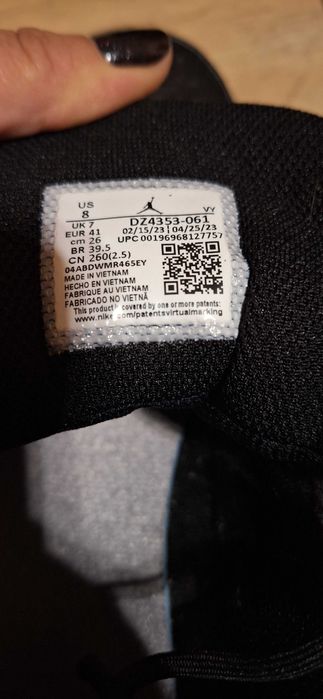 US
8
VY
UK 7
DZ4353-061
EUR 41
02/15/23 04/25/23
cm 26
UPC 00196968127757
BR 39.5
CN 260(2.5)
04ABDWMR465EY
MADE IN VIETNAM
HECHO EN VIETNAM
FABRIQUE AU VIETNAM
FABRICADO NO VIETNÃ
This product is covered by one or more patents:
www.nike.com/patentsvirtualmarking